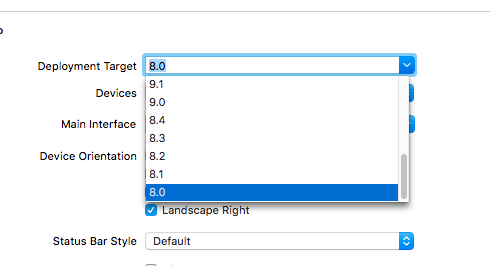 Deployment Target 8.0
9.1
Devices
9.0
Main Interface
8.4
8.3
Device Orientation
8.2
8.1
8.0
Landscape Right
Status Bar Style Default